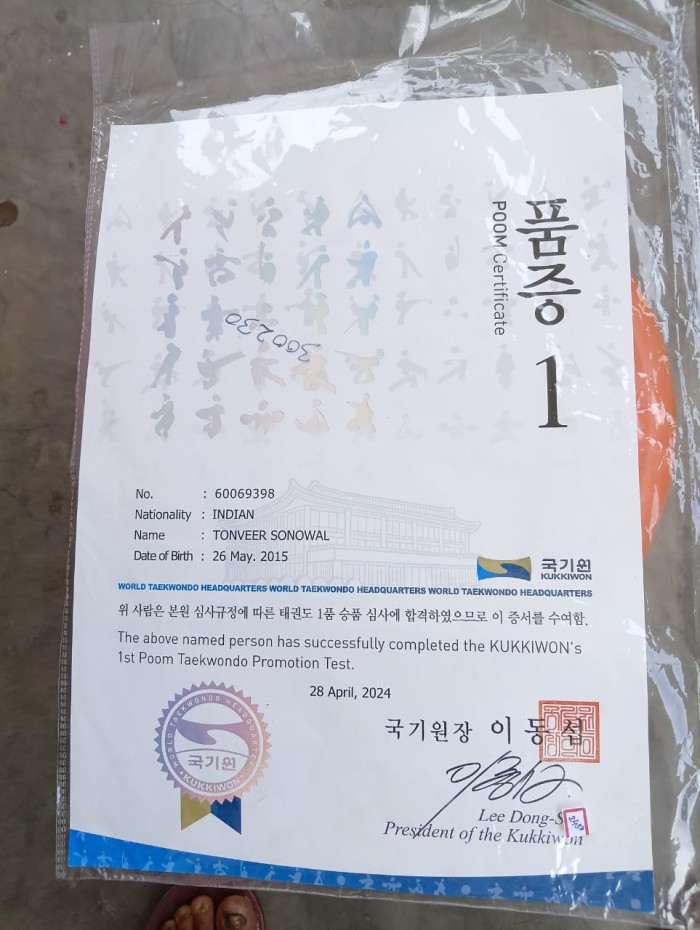 품증
POOM Certificate
1
300230
No. : 60069398
Nationality : INDIAN
Name : TONVEER SONOWAL
Date of Birth : 26 May. 2015
국기원
KUKKIWON
WORLD TAEKWONDO HEADQUARTERS WORLD TAEKWONDO HEADQUARTERS WORLD TAEKWONDO HEADQUARTERS
위 사람은 본원 심사규정에 따른 태권도 1품 승품 심사에 합격하였으므로 이 증서를 수여함.
The above named person has successfully completed the KUKKIWON's
1st Poom Taekwondo Promotion Test.
28 April, 2024
WORLD TAEKWONDO HEADQUARTERS
국기원
KUKKIWON
국기원장 이동섭
Lee Dong-S
President of the Kukkiwon